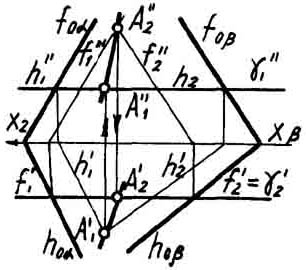 f₀α A₂″ f₀β
f₁″ f₂″
h₁″ h₂ γ₁″
A₁″
X₂ Xβ
h₁′ h₂′
f₁′ A₂′ f₂′=γ₂′
A₁′
h₀α h₀β